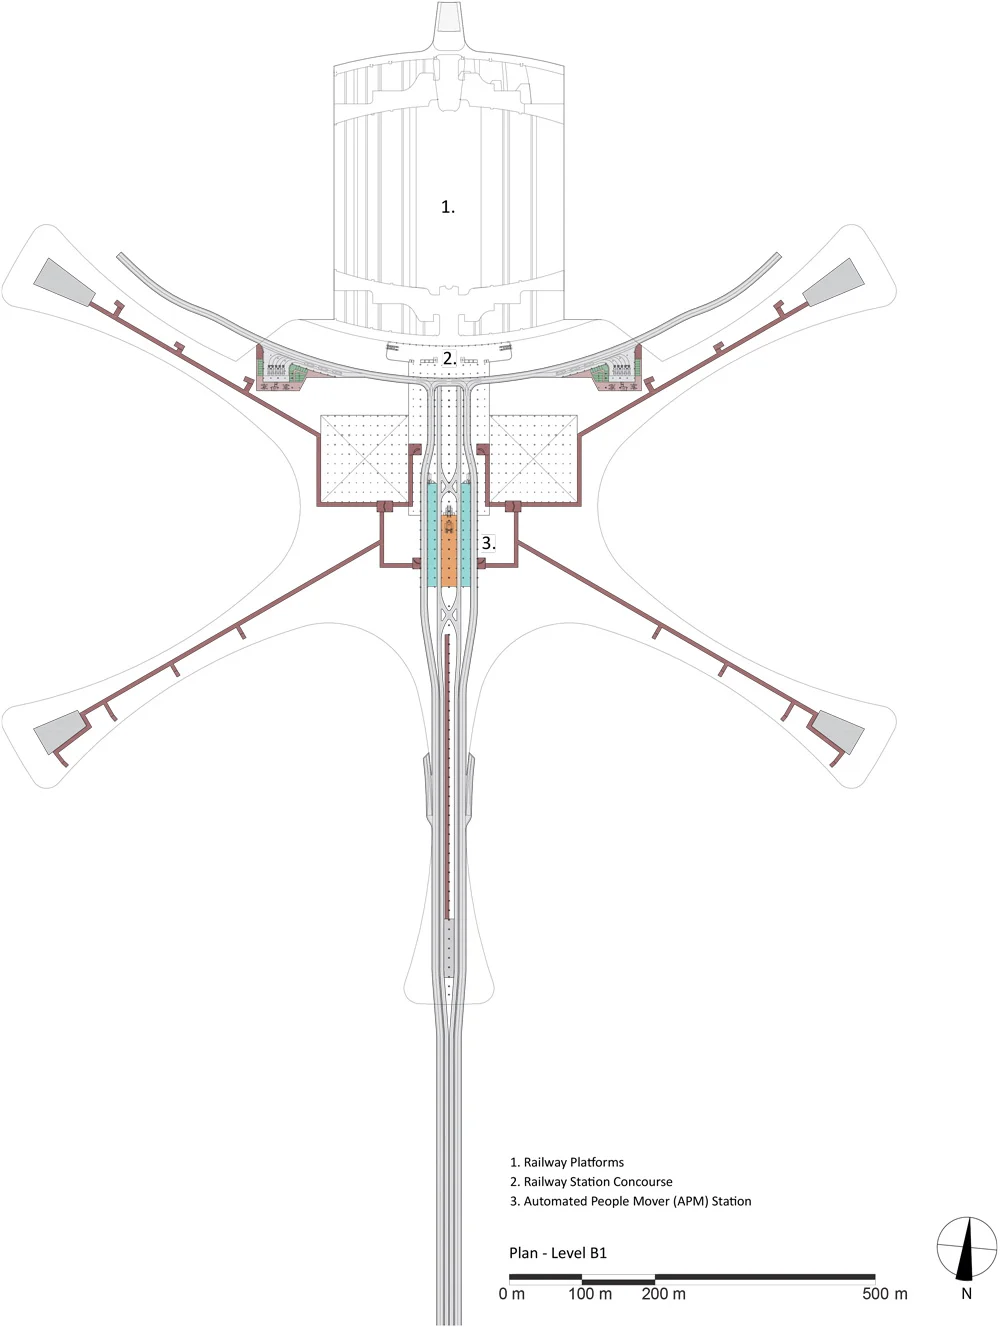 1.
2.
3.
1. Railway Platforms
2. Railway Station Concourse
3. Automated People Mover (APM) Station
Plan - Level B1
0 m 100 m 200 m 500 m
N